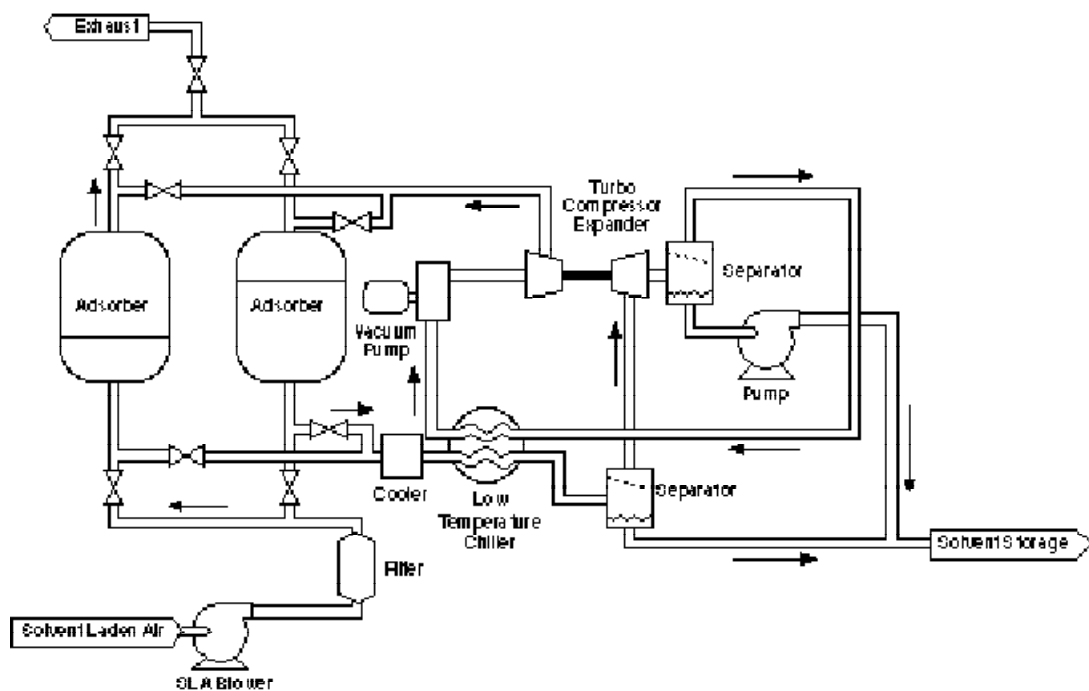 Exhaust
Turbo
Compressor
Expander
Separator
Adsorber
Adsorber
Vacuum
Pump
Pump
Cooler
Low
Temperature
Chiller
Separator
Filter
Solvent Storage
Solvent Laden Air
SLA Blower